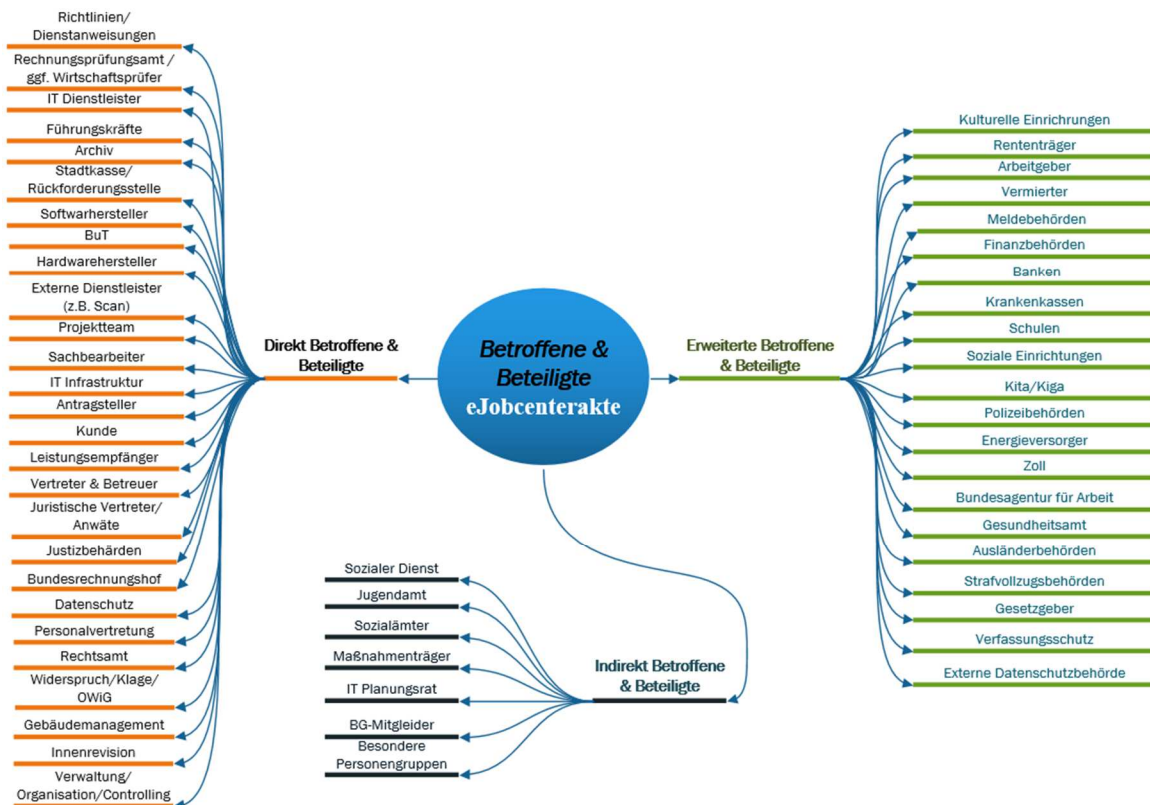 Richtlinien/
Dienstanweisungen
Rechnungsprüfungsamt /
ggf. Wirtschaftsprüfer
IT Dienstleister
Führungskräfte
Archiv
Stadtkasse/
Rückforderungsstelle
Softwarhersteller
BuT
Hardwarehersteller
Externe Dienstleister
(z.B. Scan)
Projektteam
Sachbearbeiter
IT Infrastruktur
Antragsteller
Kunde
Leistungsempfänger
Vertreter & Betreuer
Juristische Vertreter/
Anwäte
Justizbehärden
Bundesrechnungshof
Datenschutz
Personalvertretung
Rechtsamt
Widerspruch/Klage/
OWiG
Gebäudemanagement
Innenrevision
Verwaltung/
Organisation/Controlling
Direkt Betroffene &
Beteiligte
Betroffene &
Beteiligte
eJobcenterakte
Erweiterte Betroffene
& Beteiligte
Kulturelle Einrichrungen
Rententräger
Arbeitgeber
Vermierter
Meldebehörden
Finanzbehörden
Banken
Krankenkassen
Schulen
Soziale Einrichtungen
Kita/Kiga
Polizeibehörden
Energieversorger
Zoll
Bundesagentur für Arbeit
Gesundheitsamt
Ausländerbehörden
Strafvollzugsbehörden
Gesetzgeber
Verfassungsschutz
Externe Datenschutzbehörde
Indirekt Betroffene
& Beteiligte
Sozialer Dienst
Jugendamt
Sozialämter
Maßnahmenträger
IT Planungsrat
BG-Mitgleider
Besondere
Personengruppen